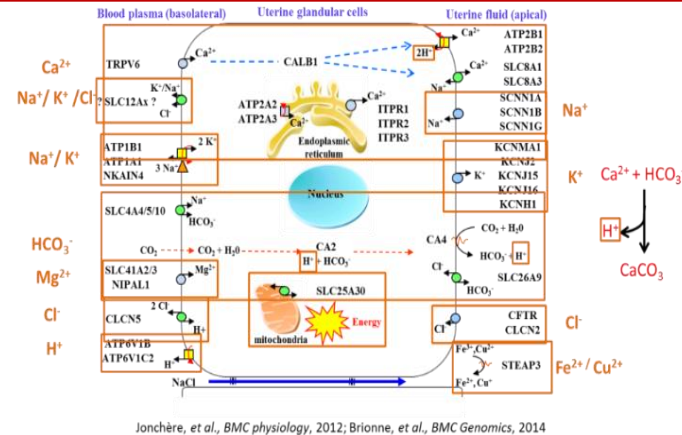 Blood plasma (basolateral)
Uterine glandular cells
Uterine fluid (apical)
Ca²⁺
TRPV6
Ca²⁺
CALB1
2H⁺
Ca²⁺
ATP2B1
ATP2B2
Ca²⁺
SLC8A1
SLC8A3
Na⁺
Na⁺/ K⁺ /Cl⁻
? SLC12Ax ?
K⁺/Na⁺
Cl⁻
ATP2A2
ATP2A3
Ca²⁺
Ca²⁺
ITPR1
ITPR2
ITPR3
Endoplasmic
reticulum
SCNN1A
SCNN1B
SCNN1G
Na⁺
Na⁺
Na⁺/ K⁺
ATP1B1
ATP1A1
NKAIN4
2 K⁺
3 Na⁺
Nucleus
KCNMA1
KCNJ2
KCNJ15
KCNJ16
KCNH1
K⁺
K⁺
Ca²⁺ + HCO₃⁻
H⁺
CaCO₃
SLC4A4/5/10
Na⁺
HCO₃⁻
HCO₃⁻
CO₂
CO₂ + H₂0
CA2
H⁺ + HCO₃⁻
CA4
CO₂ + H₂0
HCO₃⁻ + H⁺
Mg²⁺
SLC41A2/3
NIPAL1
Mg²⁺
SLC25A30
Energy
mitochondria
Cl⁻
HCO₃⁻
SLC26A9
Cl⁻
CLCN5
2 Cl⁻
H+
CFTR
CLCN2
Cl⁻
Cl⁻
H⁺
ATP6V1B
ATP6V1C2
H⁺
Fe³⁺,Cu²⁺
STEAP3
Fe²⁺,Cu⁺
Fe²⁺ / Cu²⁺
NaCl
Jonchère, et al., BMC physiology, 2012; Brionne, et al., BMC Genomics, 2014